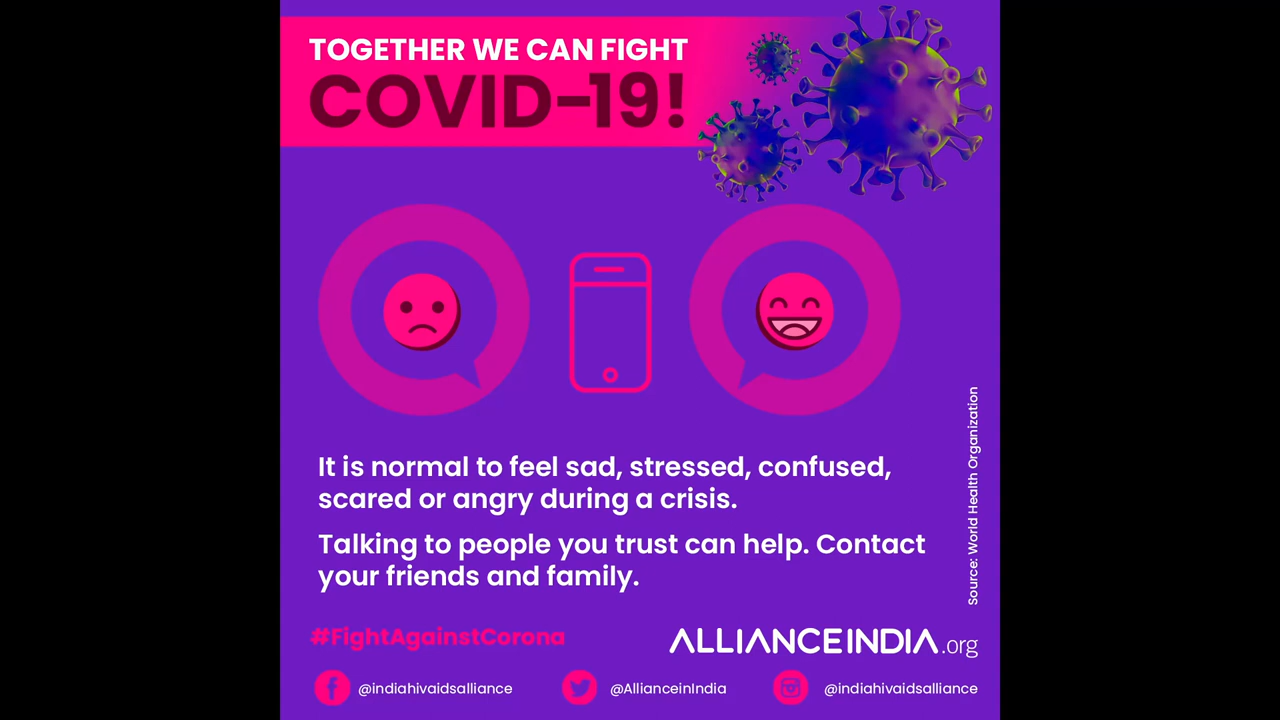 TOGETHER WE CAN FIGHT
COVID-19!
It is normal to feel sad, stressed, confused,
scared or angry during a crisis.
Talking to people you trust can help. Contact
your friends and family.
Source: World Health Organization
#FightAgainstCorona
ALLIANCEINDIA.org
@indiahivaidsalliance
@AllianceinIndia
@indiahivaidsalliance